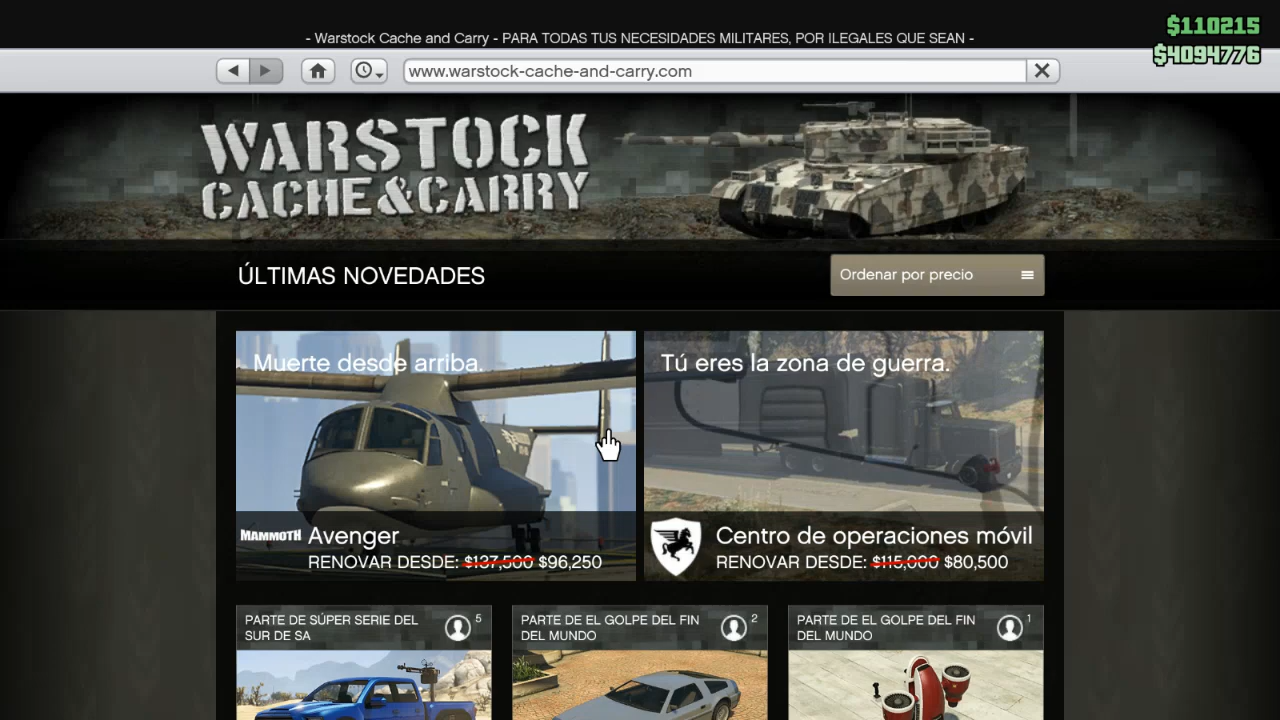 $110215
- Warstock Cache and Carry - PARA TODAS TUS NECESIDADES MILITARES, POR ILEGALES QUE SEAN -
$4094776
www.warstock-cache-and-carry.com
WARSTOCK
CACHE&CARRY
ÚLTIMAS NOVEDADES
Ordenar por precio
Muerte desde arriba.
MAMMOTH Avenger
RENOVAR DESDE: $137,500 $96,250
Tú eres la zona de guerra.
Centro de operaciones móvil
RENOVAR DESDE: $115,000 $80,500
PARTE DE SÚPER SERIE DEL
SUR DE SA
5
PARTE DE EL GOLPE DEL FIN
DEL MUNDO
2
PARTE DE EL GOLPE DEL FIN
DEL MUNDO
1